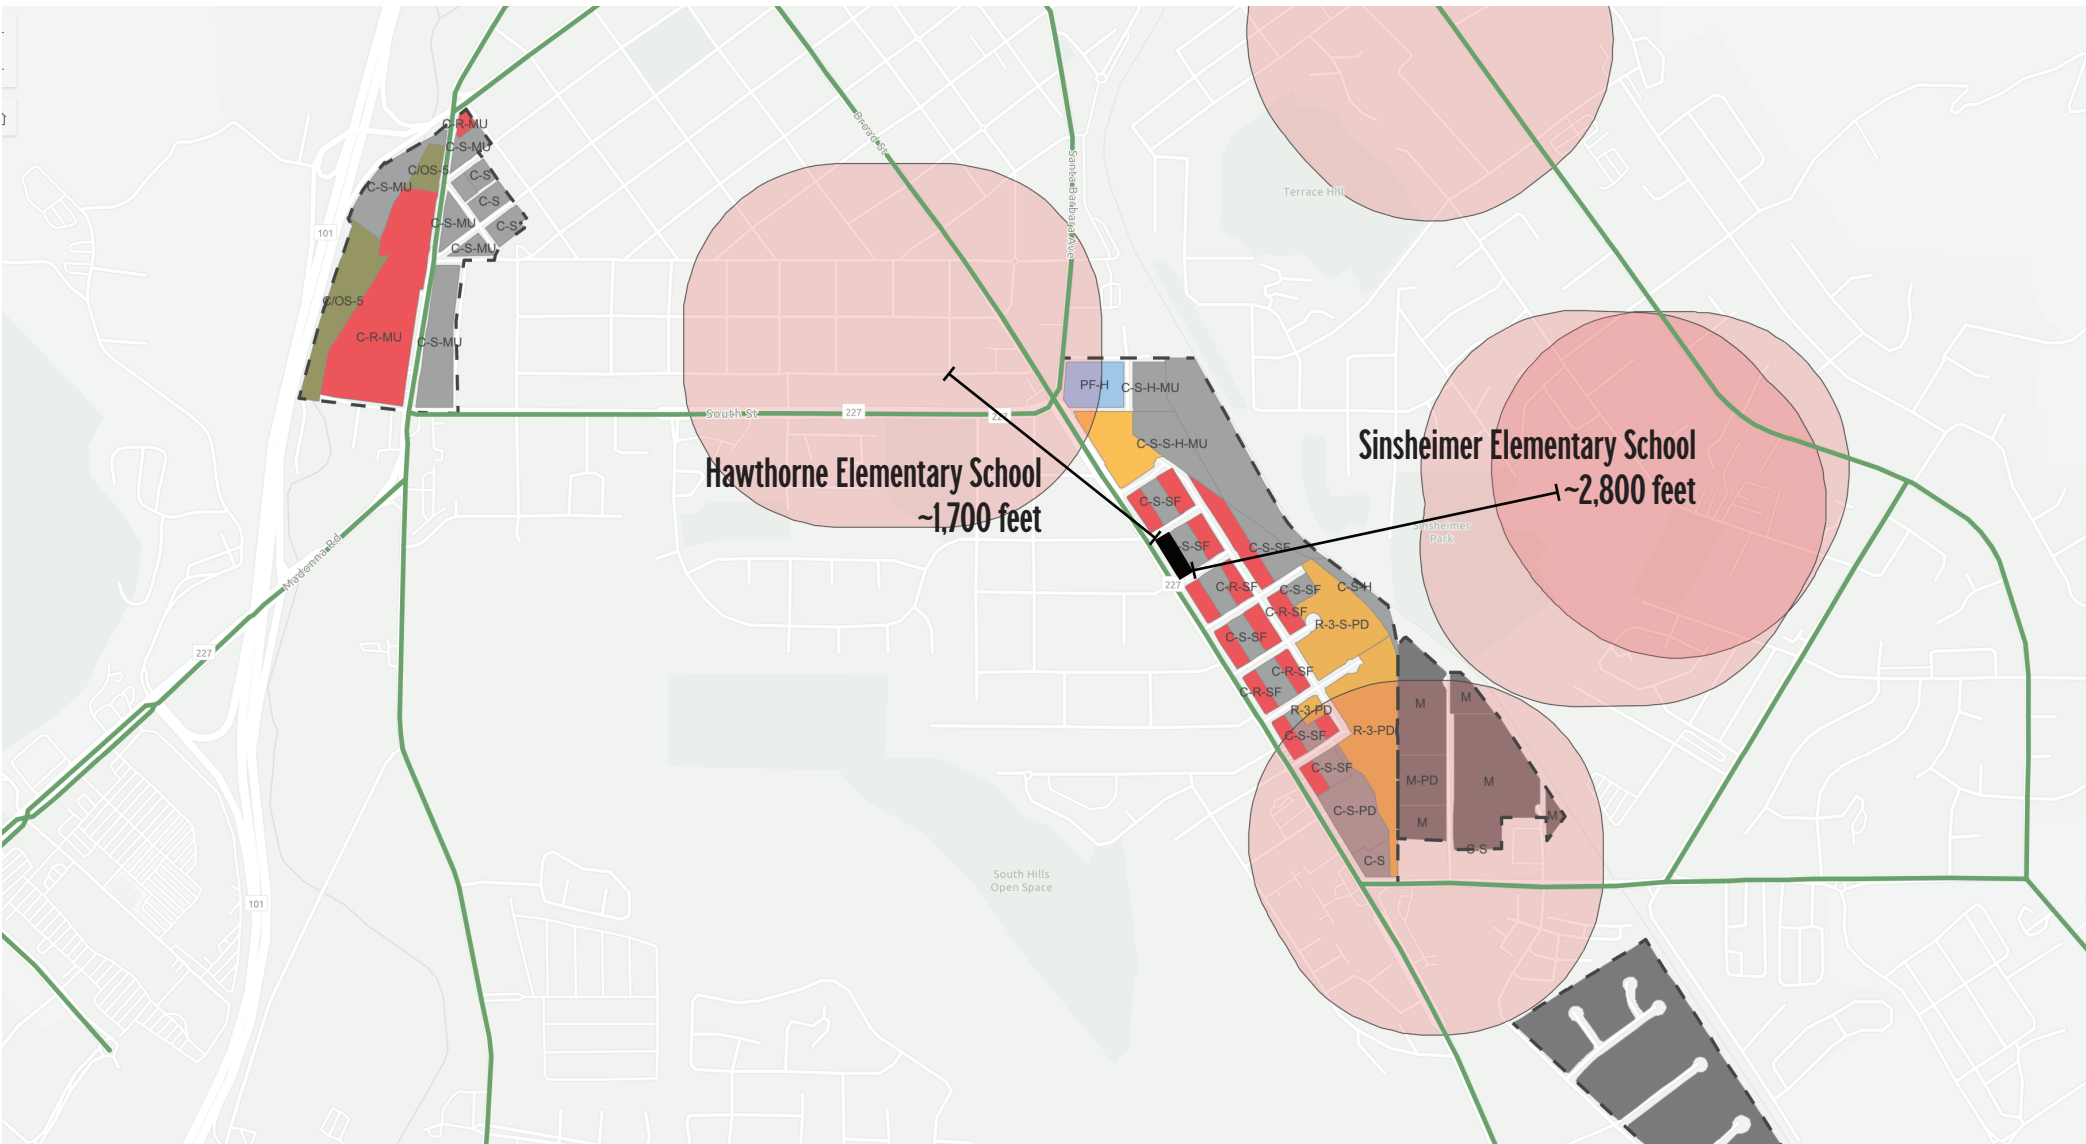 C-R-MU
C-S-MU
C/OS-5
C-S
C-S-MU
C-S
C-S-MU
C-S
C-S-MU
101
C/OS-5
C-R-MU
C-S-MU
Broad St
Santa Barbara Ave
Terrace Hill
South St
227
227
PF-H
C-S-H-MU
C-S-S-H-MU
Hawthorne Elementary School
~1,700 feet
Sinsheimer Elementary School
~2,800 feet
Sinsheimer
Park
C-S-SF
S-SF
C-S-SF
227
C-R-SF
C-S-SF
C-S-H
C-R-SF
R-3-S-PD
C-S-SF
C-R-SF
C-R-SF
R-3-PD
C-S-SF
R-3-PD
C-S-SF
C-S-PD
C-S
M
M
M-PD
M
M
M
C-S
Madonna Rd
227
101
South Hills
Open Space